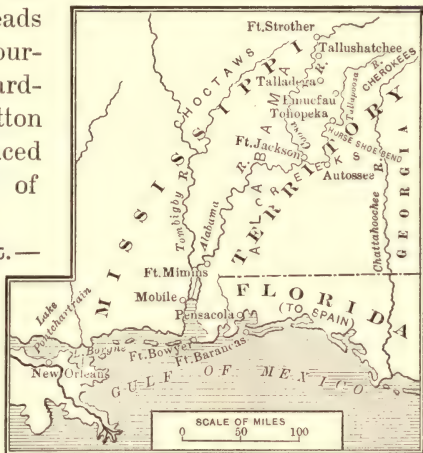 eads
our-
ard-
tton
aced
of
T.—
Ft.Strother
Tallushatchee
CHOCTAWS
R.
CHEROKEES
Talladega
Emucfau
Tohopeka
Tallapoosa R.
Coosa
HORSE SHOE BEND
Ft.Jackson
CREEKS
Autossee
MISSISSIPPI
TERRITORY
ALABAMA
GEORGIA
Chattahoochee R.
Tombigby R.
Alabama R.
Ft.Mimms
Mobile
FLORIDA
(TO SPAIN)
Pensacola
Lake
Pontchartrain
L. Borgne
Ft.Bowyer
Ft.Barancas
New Orleans
GULF OF MEXICO
SCALE OF MILES
0 50 100